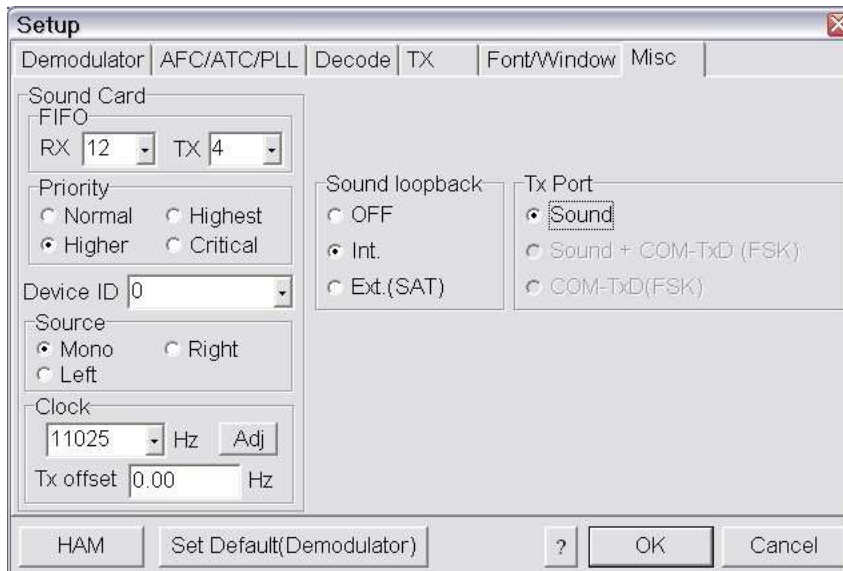 Setup
Demodulator AFC/ATC/PLL Decode TX Font/Window Misc
Sound Card
FIFO
RX 12 TX 4
Priority
Normal Highest
Higher Critical
Device ID 0
Source
Mono Right
Left
Clock
11025 Hz Adj
Tx offset 0.00 Hz
Sound loopback
OFF
Int.
Ext.(SAT)
Tx Port
Sound
Sound + COM-TxD (FSK)
COM-TxD(FSK)
HAM Set Default(Demodulator) ? OK Cancel